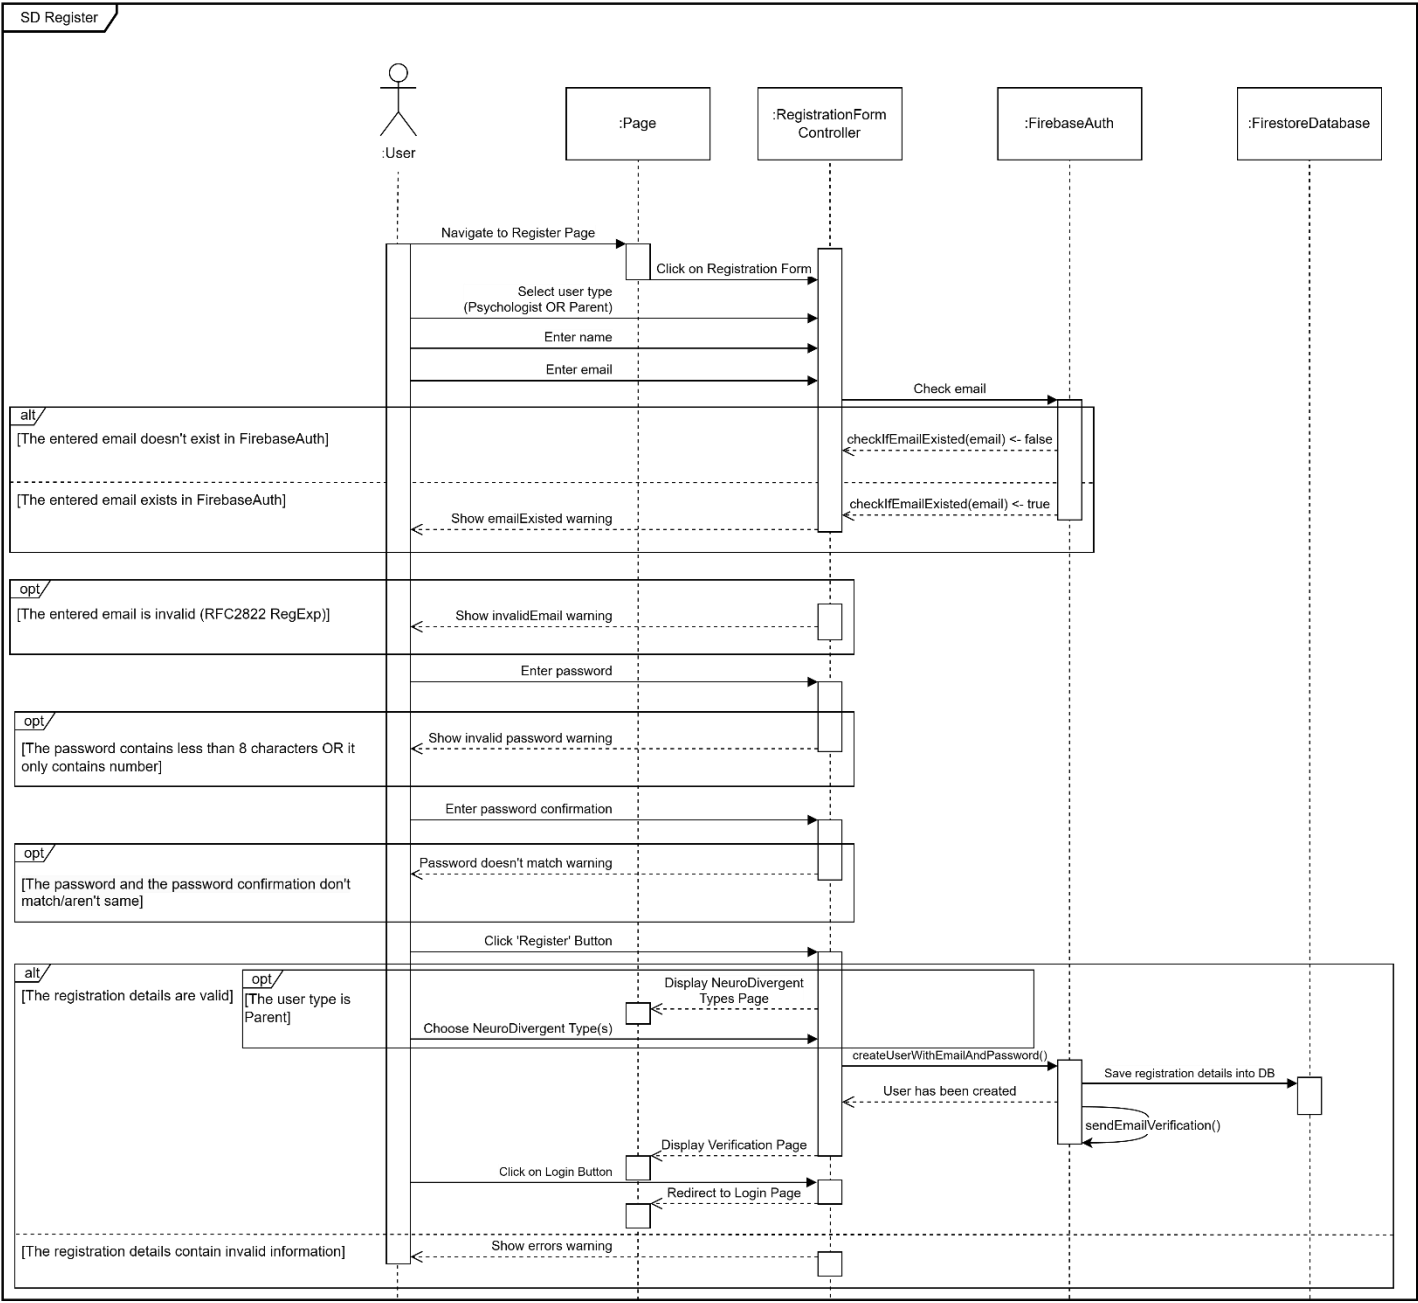 SD Register
:User
:Page
:RegistrationForm
Controller
:FirebaseAuth
:FirestoreDatabase
Navigate to Register Page
Click on Registration Form
Select user type
(Psychologist OR Parent)
Enter name
Enter email
Check email
alt
[The entered email doesn't exist in FirebaseAuth]
checkIfEmailExisted(email) <- false
[The entered email exists in FirebaseAuth]
checkIfEmailExisted(email) <- true
Show emailExisted warning
opt
[The entered email is invalid (RFC2822 RegExp)]
Show invalidEmail warning
Enter password
opt
[The password contains less than 8 characters OR it
only contains number]
Show invalid password warning
Enter password confirmation
opt
[The password and the password confirmation don't
match/aren't same]
Password doesn't match warning
Click 'Register' Button
alt
[The registration details are valid]
opt
[The user type is
Parent]
Display NeuroDivergent
Types Page
Choose NeuroDivergent Type(s)
createUserWithEmailAndPassword()
Save registration details into DB
User has been created
sendEmailVerification()
Display Verification Page
Click on Login Button
Redirect to Login Page
[The registration details contain invalid information]
Show errors warning